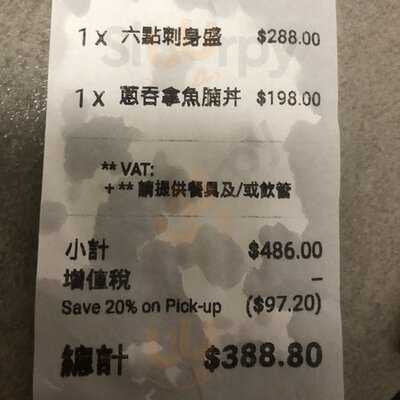 1 x 六點刺身盛 $288.00
1 x 蔥吞拿魚腩丼 $198.00
** VAT:
+ ** 請提供餐具及/或飲管
小計 $486.00
增值稅 –
Save 20% on Pick-up ($97.20)
總計 $388.80